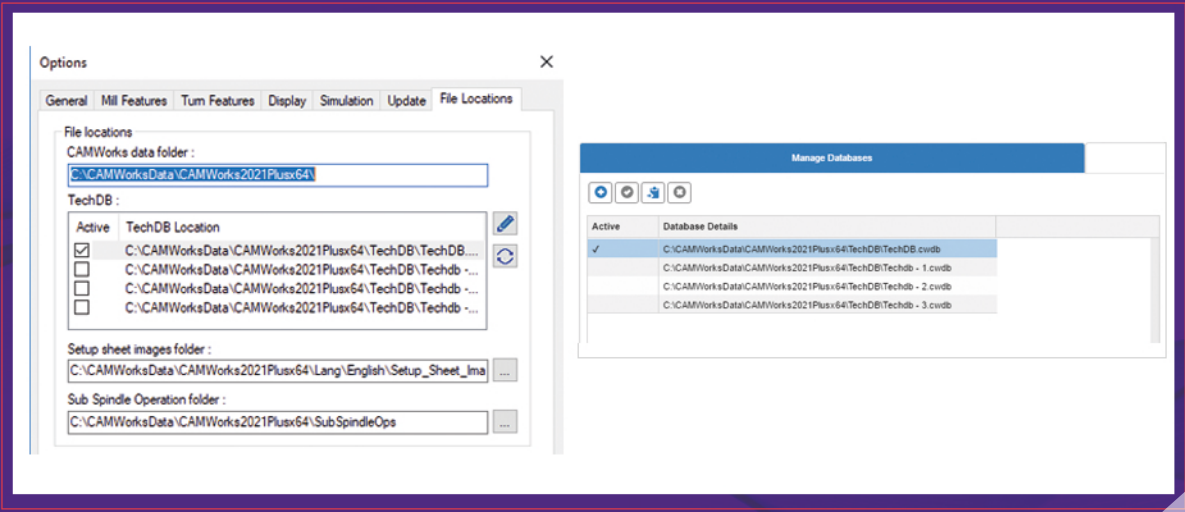 Options
General Mill Features Turn Features Display Simulation Update File Locations
File locations
CAMWorks data folder :
C:\CAMWorksData\CAMWorks2021Plusx64\
TechDB :
Active TechDB Location
C:\CAMWorksData\CAMWorks2021Plusx64\TechDB\TechDB....
C:\CAMWorksData\CAMWorks2021Plusx64\TechDB\Techdb -...
C:\CAMWorksData\CAMWorks2021Plusx64\TechDB\Techdb -...
C:\CAMWorksData\CAMWorks2021Plusx64\TechDB\Techdb -...
Setup sheet images folder :
C:\CAMWorksData\CAMWorks2021Plusx64\Lang\English\Setup_Sheet_Ima ...
Sub Spindle Operation folder :
C:\CAMWorksData\CAMWorks2021Plusx64\SubSpindleOps ...
Manage Databases
Active Database Details
C:\CAMWorksData\CAMWorks2021Plusx64\TechDB\TechDB.cwdb
C:\CAMWorksData\CAMWorks2021Plusx64\TechDB\Techdb - 1.cwdb
C:\CAMWorksData\CAMWorks2021Plusx64\TechDB\Techdb - 2.cwdb
C:\CAMWorksData\CAMWorks2021Plusx64\TechDB\Techdb - 3.cwdb